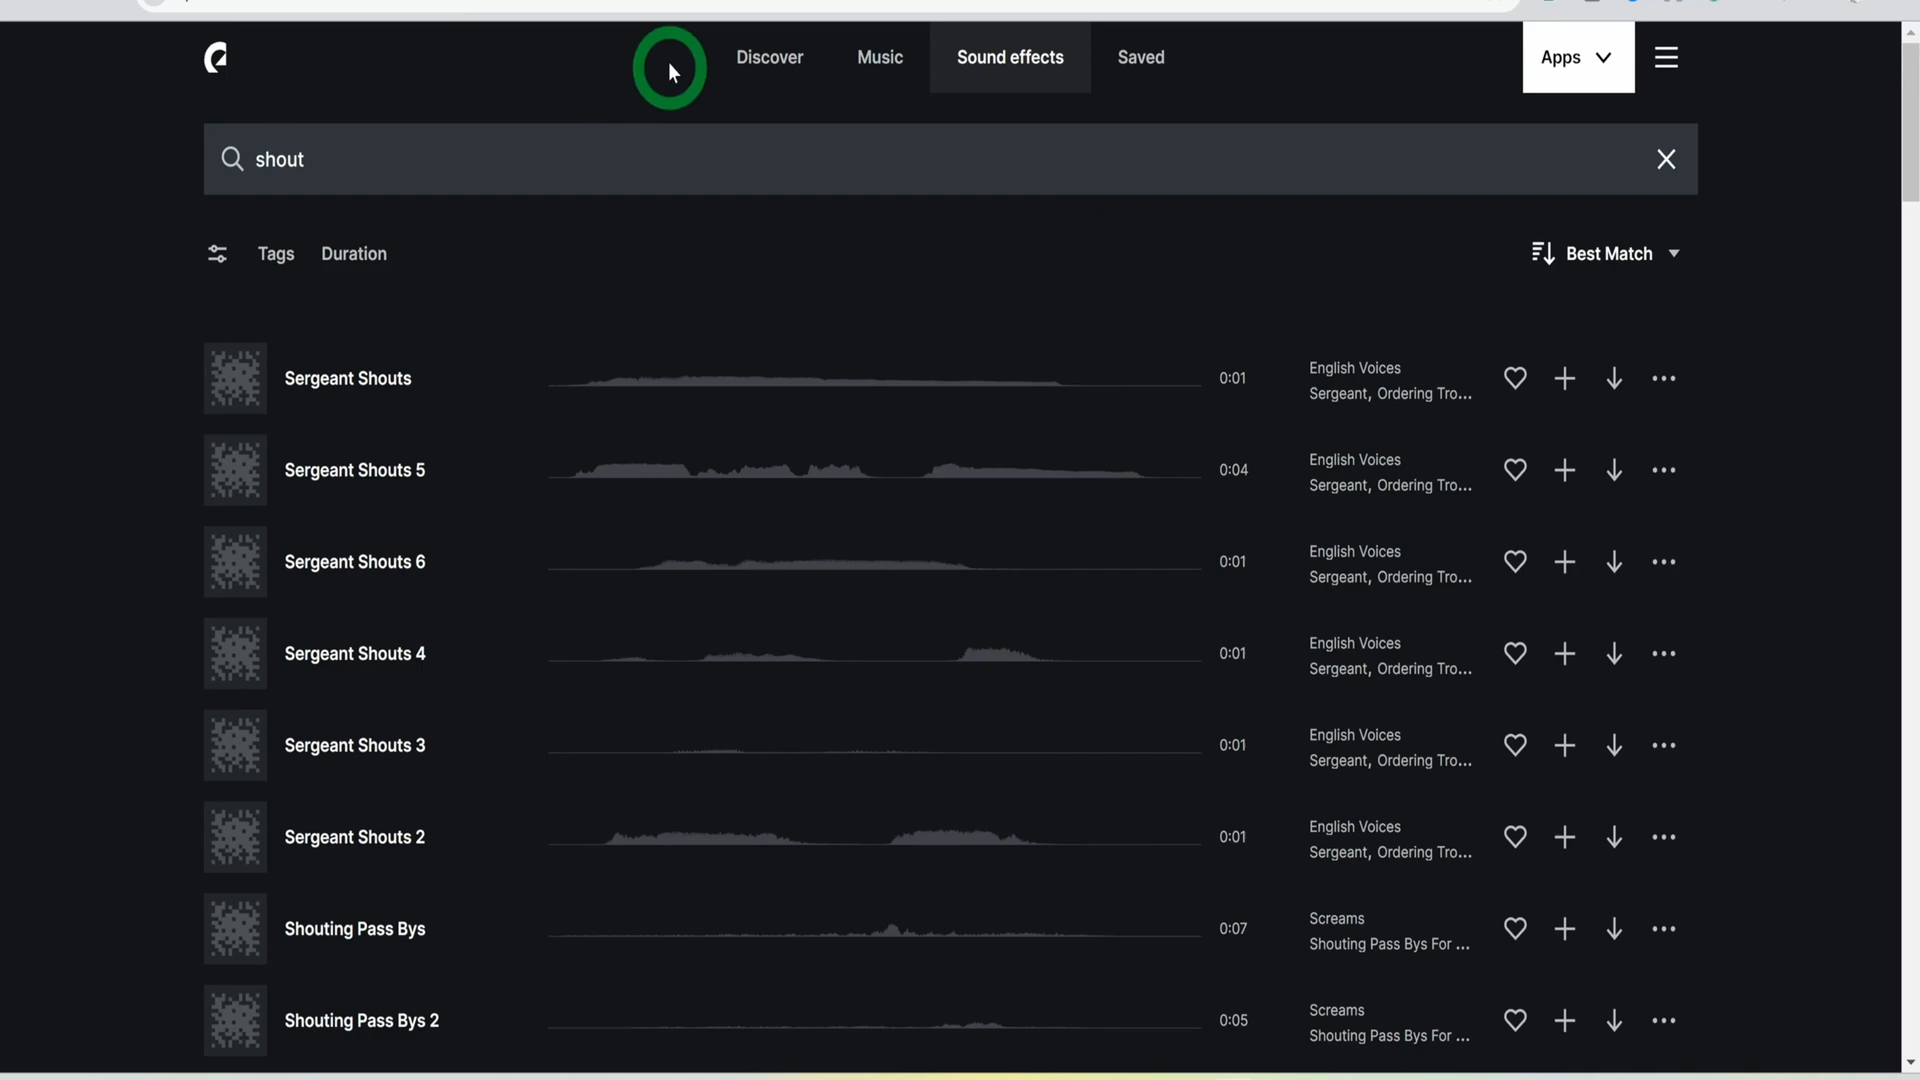 Discover Music Sound effects Saved Apps
shout
Tags Duration Best Match
Sergeant Shouts 0:01 English Voices
Sergeant, Ordering Tro...
Sergeant Shouts 5 0:04 English Voices
Sergeant, Ordering Tro...
Sergeant Shouts 6 0:01 English Voices
Sergeant, Ordering Tro...
Sergeant Shouts 4 0:01 English Voices
Sergeant, Ordering Tro...
Sergeant Shouts 3 0:01 English Voices
Sergeant, Ordering Tro...
Sergeant Shouts 2 0:01 English Voices
Sergeant, Ordering Tro...
Shouting Pass Bys 0:07 Screams
Shouting Pass Bys For ...
Shouting Pass Bys 2 0:05 Screams
Shouting Pass Bys For ...